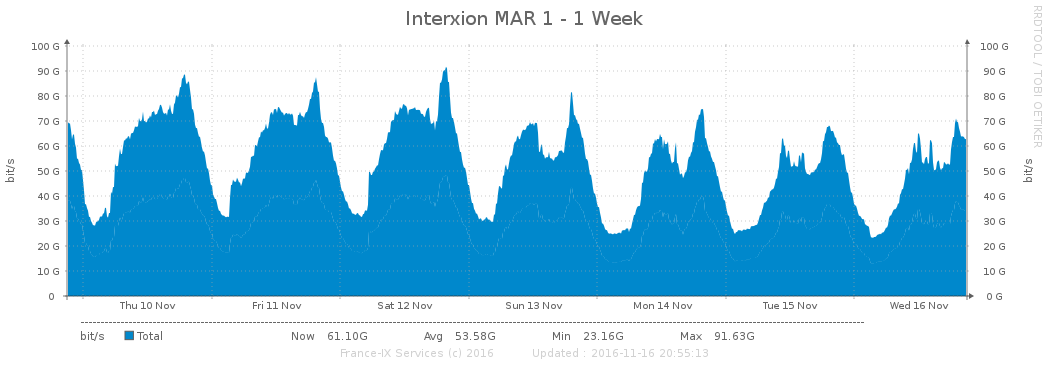 Interxion MAR 1 - 1 Week
RRDTOOL / TOBI OETIKER
bit/s
100 G
90 G
80 G
70 G
60 G
50 G
40 G
30 G
20 G
10 G
0
100 G
90 G
80 G
70 G
60 G
50 G
40 G
30 G
20 G
10 G
0 G
bit/s
Thu 10 Nov Fri 11 Nov Sat 12 Nov Sun 13 Nov Mon 14 Nov Tue 15 Nov Wed 16 Nov
bit/s Total Now 61.10G Avg 53.58G Min 23.16G Max 91.63G
France-IX Services (c) 2016 Updated : 2016-11-16 20:55:13